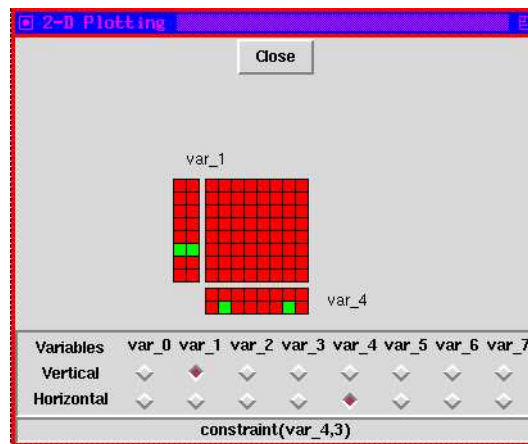 2-D Plotting
Close
var_1
var_4
Variables var_0 var_1 var_2 var_3 var_4 var_5 var_6 var_7
Vertical
Horizontal
constraint(var_4,3)